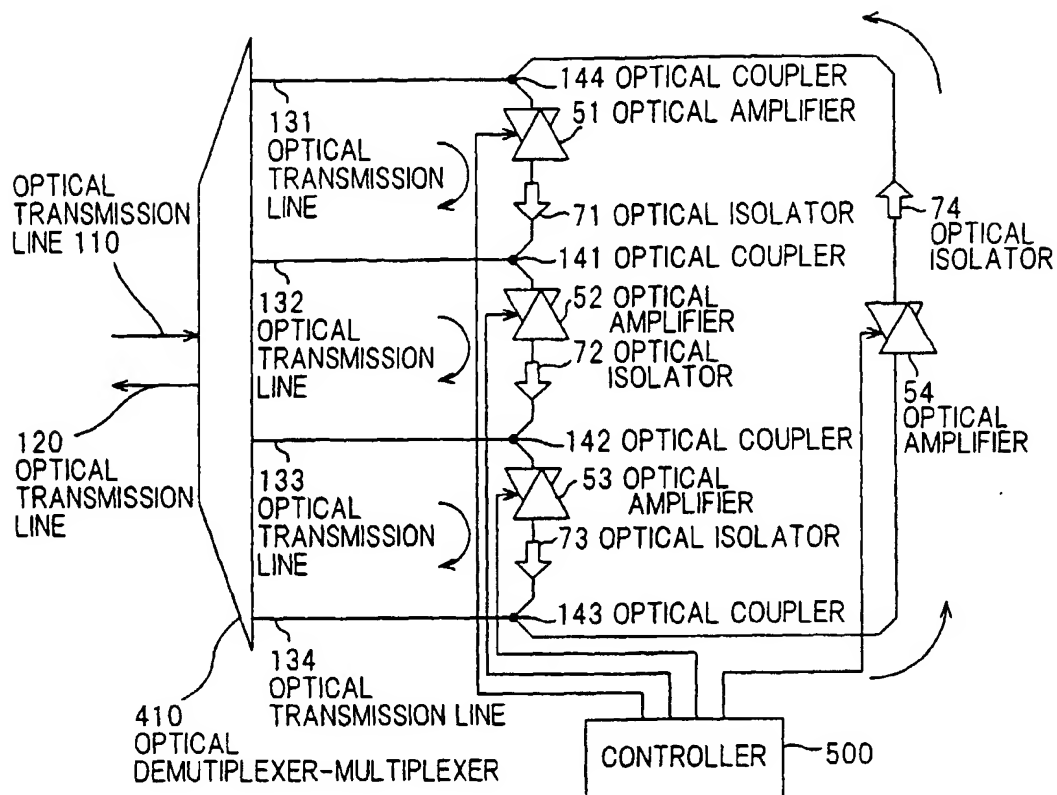 144 OPTICAL COUPLER
51 OPTICAL AMPLIFIER
131
OPTICAL
TRANSMISSION
LINE
OPTICAL
TRANSMISSION
LINE 110
71 OPTICAL ISOLATOR
74
OPTICAL
ISOLATOR
141 OPTICAL COUPLER
132
OPTICAL
TRANSMISSION
LINE
52 OPTICAL
AMPLIFIER
72 OPTICAL
ISOLATOR
54
OPTICAL
AMPLIFIER
120
OPTICAL
TRANSMISSION
LINE
142 OPTICAL COUPLER
133
OPTICAL
TRANSMISSION
LINE
53 OPTICAL
AMPLIFIER
73 OPTICAL ISOLATOR
143 OPTICAL COUPLER
134
OPTICAL
TRANSMISSION LINE
410
OPTICAL
DEMUTIPLEXER-MULTIPLEXER
CONTROLLER
500